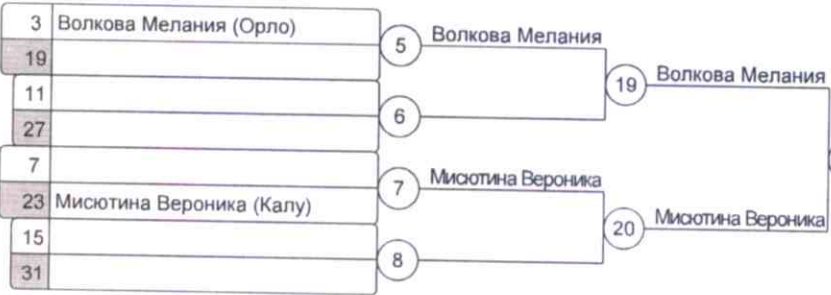 3 Волкова Мелания (Орло)
19
5 Волкова Мелания
11
27
6
19 Волкова Мелания
7
23 Мисютина Вероника (Калу)
7 Мисютина Вероника
15
31
8
20 Мисютина Вероника